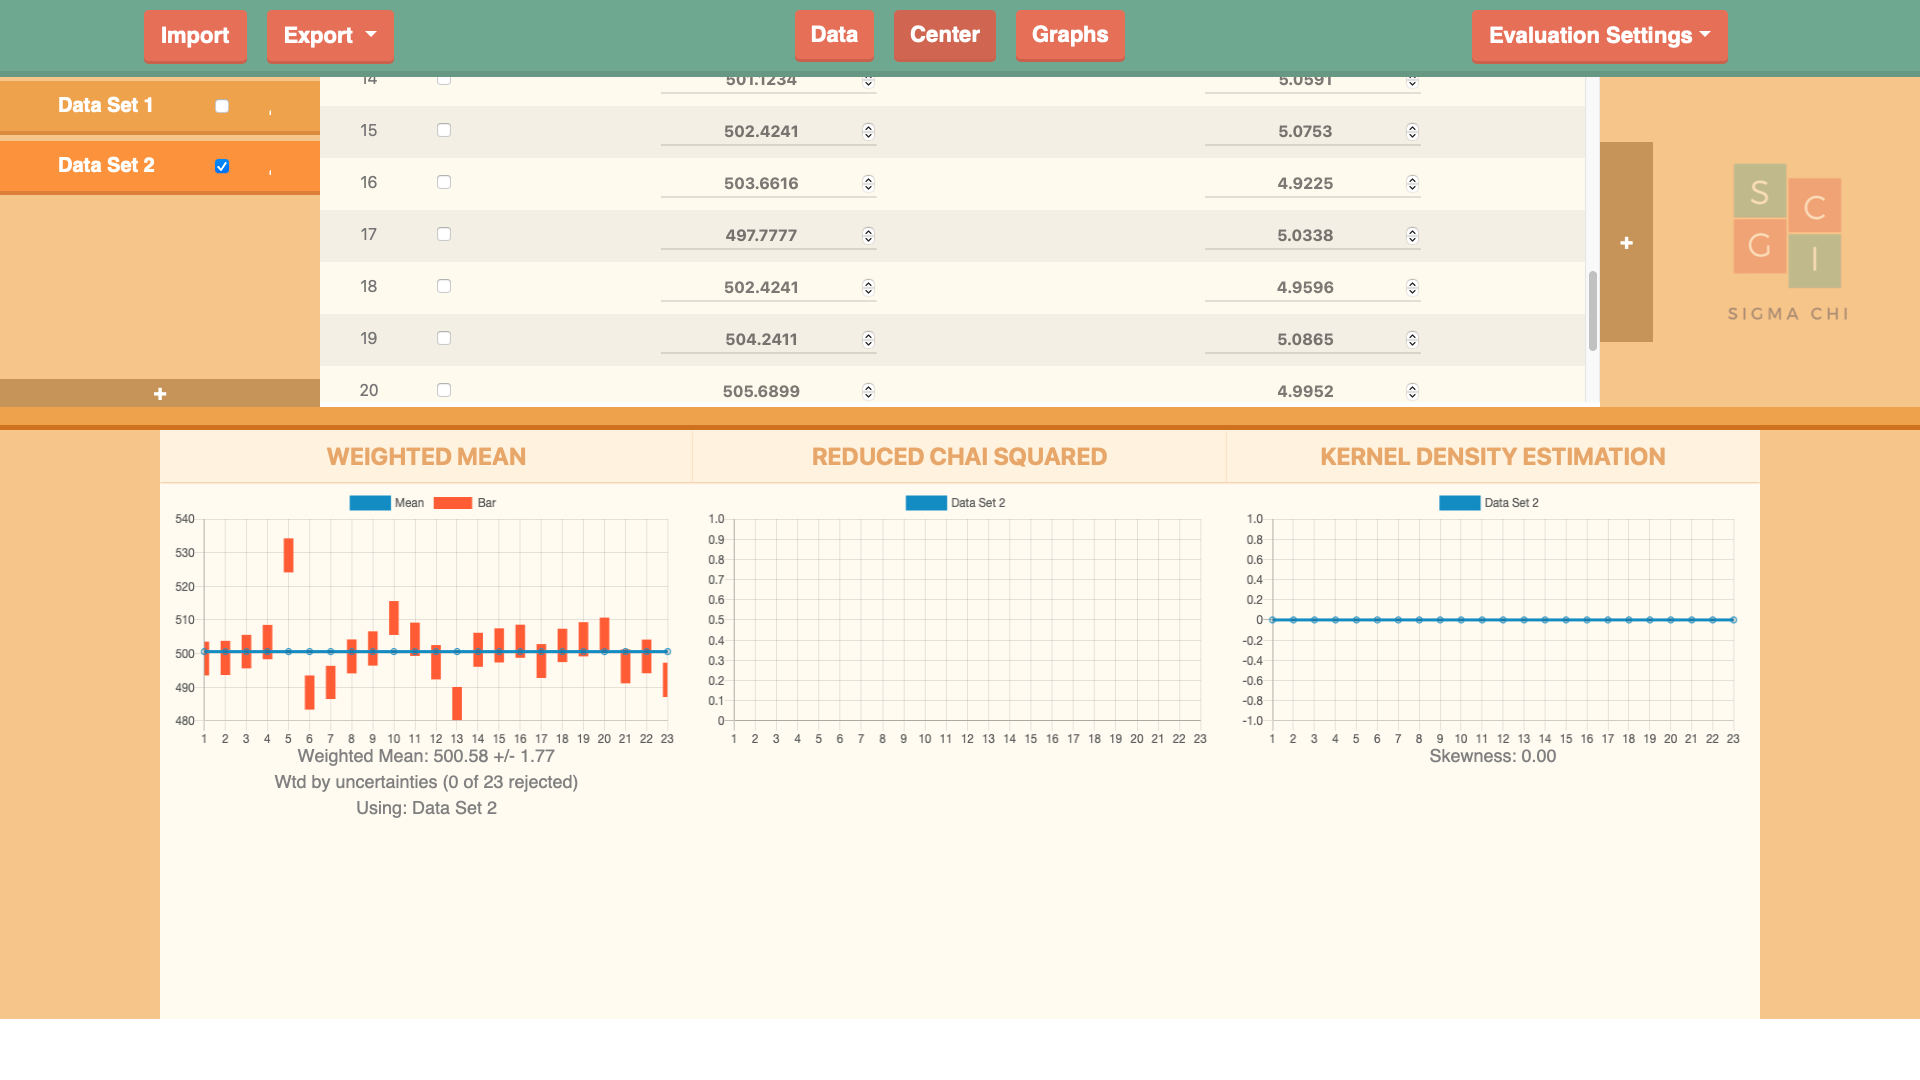 Import Export Data Center Graphs Evaluation Settings
Data Set 1
Data Set 2
14 501.1234 5.0591
15 502.4241 5.0753
16 503.6616 4.9225
17 497.7777 5.0338
18 502.4241 4.9596
19 504.2411 5.0865
20 505.6899 4.9952
+
+
S C
G I
SIGMA CHI
WEIGHTED MEAN
Mean Bar
540
530
520
510
500
490
480
1 2 3 4 5 6 7 8 9 10 11 12 13 14 15 16 17 18 19 20 21 22 23
Weighted Mean: 500.58 +/- 1.77
Wtd by uncertainties (0 of 23 rejected)
Using: Data Set 2
REDUCED CHAI SQUARED
Data Set 2
1.0
0.9
0.8
0.7
0.6
0.5
0.4
0.3
0.2
0.1
0
1 2 3 4 5 6 7 8 9 10 11 12 13 14 15 16 17 18 19 20 21 22 23
KERNEL DENSITY ESTIMATION
Data Set 2
1.0
0.8
0.6
0.4
0.2
0
-0.2
-0.4
-0.6
-0.8
-1.0
1 2 3 4 5 6 7 8 9 10 11 12 13 14 15 16 17 18 19 20 21 22 23
Skewness: 0.00